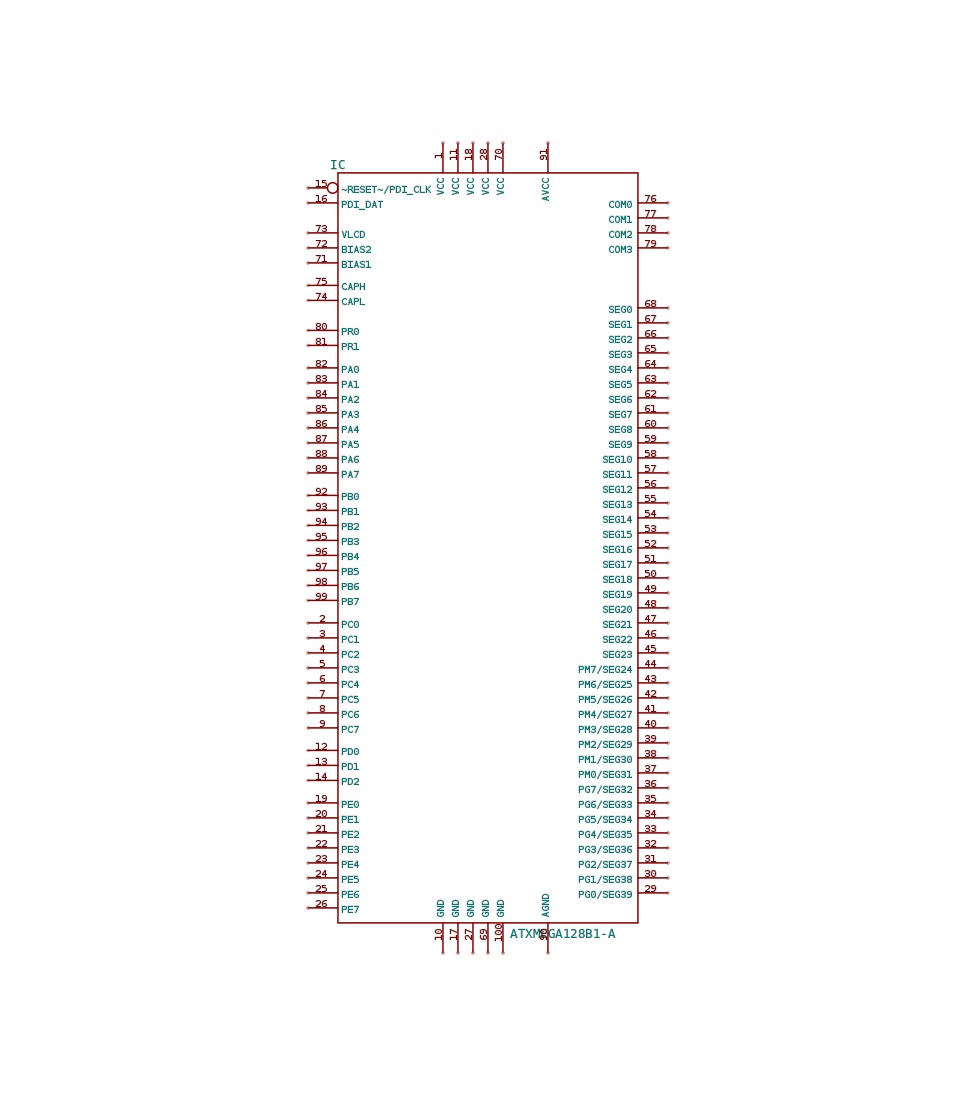 1 11 18 28 70 91
IC
VCC VCC VCC VCC VCC AVCC
15 ~RESET~/PDI_CLK
16 PDI_DAT
73 VLCD
72 BIAS2
71 BIAS1
75 CAPH
74 CAPL
80 PR0
81 PR1
82 PA0
83 PA1
84 PA2
85 PA3
86 PA4
87 PA5
88 PA6
89 PA7
92 PB0
93 PB1
94 PB2
95 PB3
96 PB4
97 PB5
98 PB6
99 PB7
2 PC0
3 PC1
4 PC2
5 PC3
6 PC4
7 PC5
8 PC6
9 PC7
12 PD0
13 PD1
14 PD2
19 PE0
20 PE1
21 PE2
22 PE3
23 PE4
24 PE5
25 PE6
26 PE7
COM0 76
COM1 77
COM2 78
COM3 79
SEG0 68
SEG1 67
SEG2 66
SEG3 65
SEG4 64
SEG5 63
SEG6 62
SEG7 61
SEG8 60
SEG9 59
SEG10 58
SEG11 57
SEG12 56
SEG13 55
SEG14 54
SEG15 53
SEG16 52
SEG17 51
SEG18 50
SEG19 49
SEG20 48
SEG21 47
SEG22 46
SEG23 45
PM7/SEG24 44
PM6/SEG25 43
PM5/SEG26 42
PM4/SEG27 41
PM3/SEG28 40
PM2/SEG29 39
PM1/SEG30 38
PM0/SEG31 37
PG7/SEG32 36
PG6/SEG33 35
PG5/SEG34 34
PG4/SEG35 33
PG3/SEG36 32
PG2/SEG37 31
PG1/SEG38 30
PG0/SEG39 29
GND GND GND GND GND AGND
10 17 27 69 100 90
ATXMEGA128B1-A